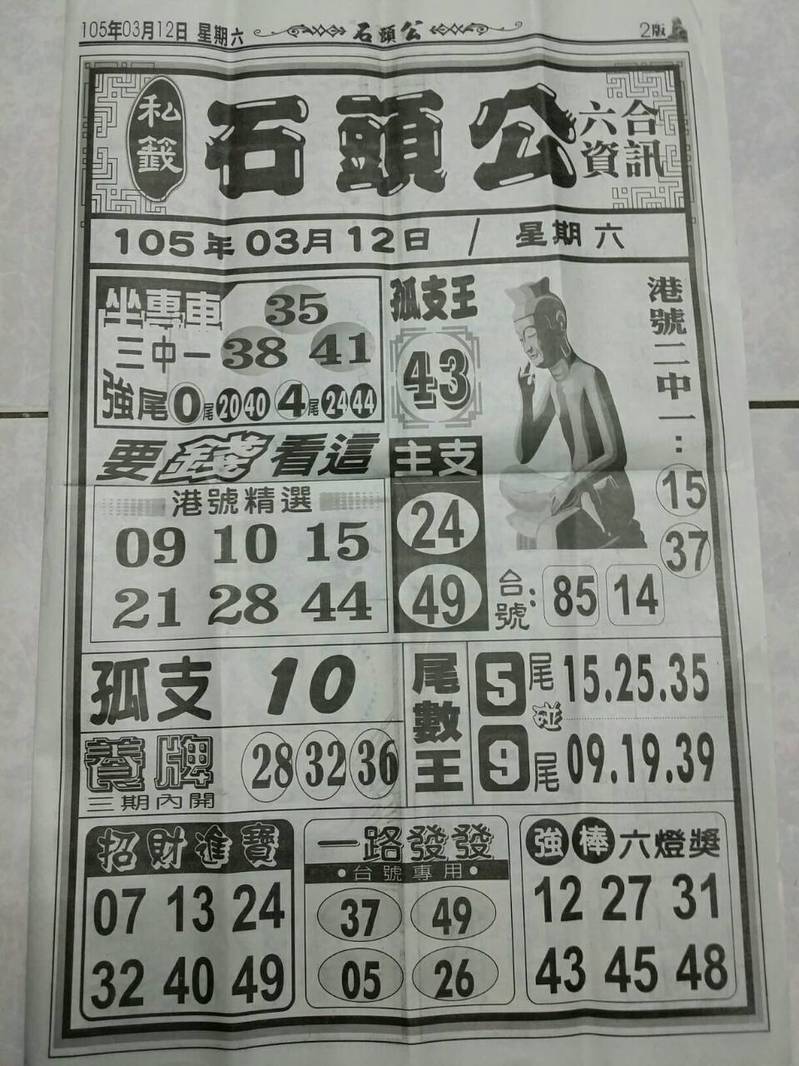 105年03月12日 星期六 石頭公 2版
私籤
石頭公
六合資訊
105年03月12日 / 星期六
坐專車
三中一
35
38 41
強尾 0尾 20 40 4尾 24 44
孤支王
43
港號二中一：
15
37
要錢看這
港號精選
09 10 15
21 28 44
主支
24
49
台號：
85 14
孤支 10
養牌
三期內開
28 32 36
尾數王
5尾 15.25.35
碰
9尾 09.19.39
招財進寶
07 13 24
32 40 49
一路發發
·台號專用·
37 49
05 26
強棒六燈獎
12 27 31
43 45 48